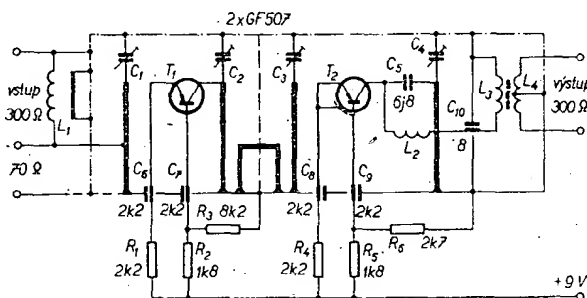 2xGF507
vstup
300 Ω
L1
70 Ω
C1
T1
C2
C3
T2
C5
6j8
C4
L2
C10
8
L3
L4
výstup
300 Ω
C6
2k2
C7
2k2
R3 8k2
C8
2k2
C9
2k2
R6 2k7
R1
2k2
R2
1k8
R4
2k2
R5
1k8
+9 V